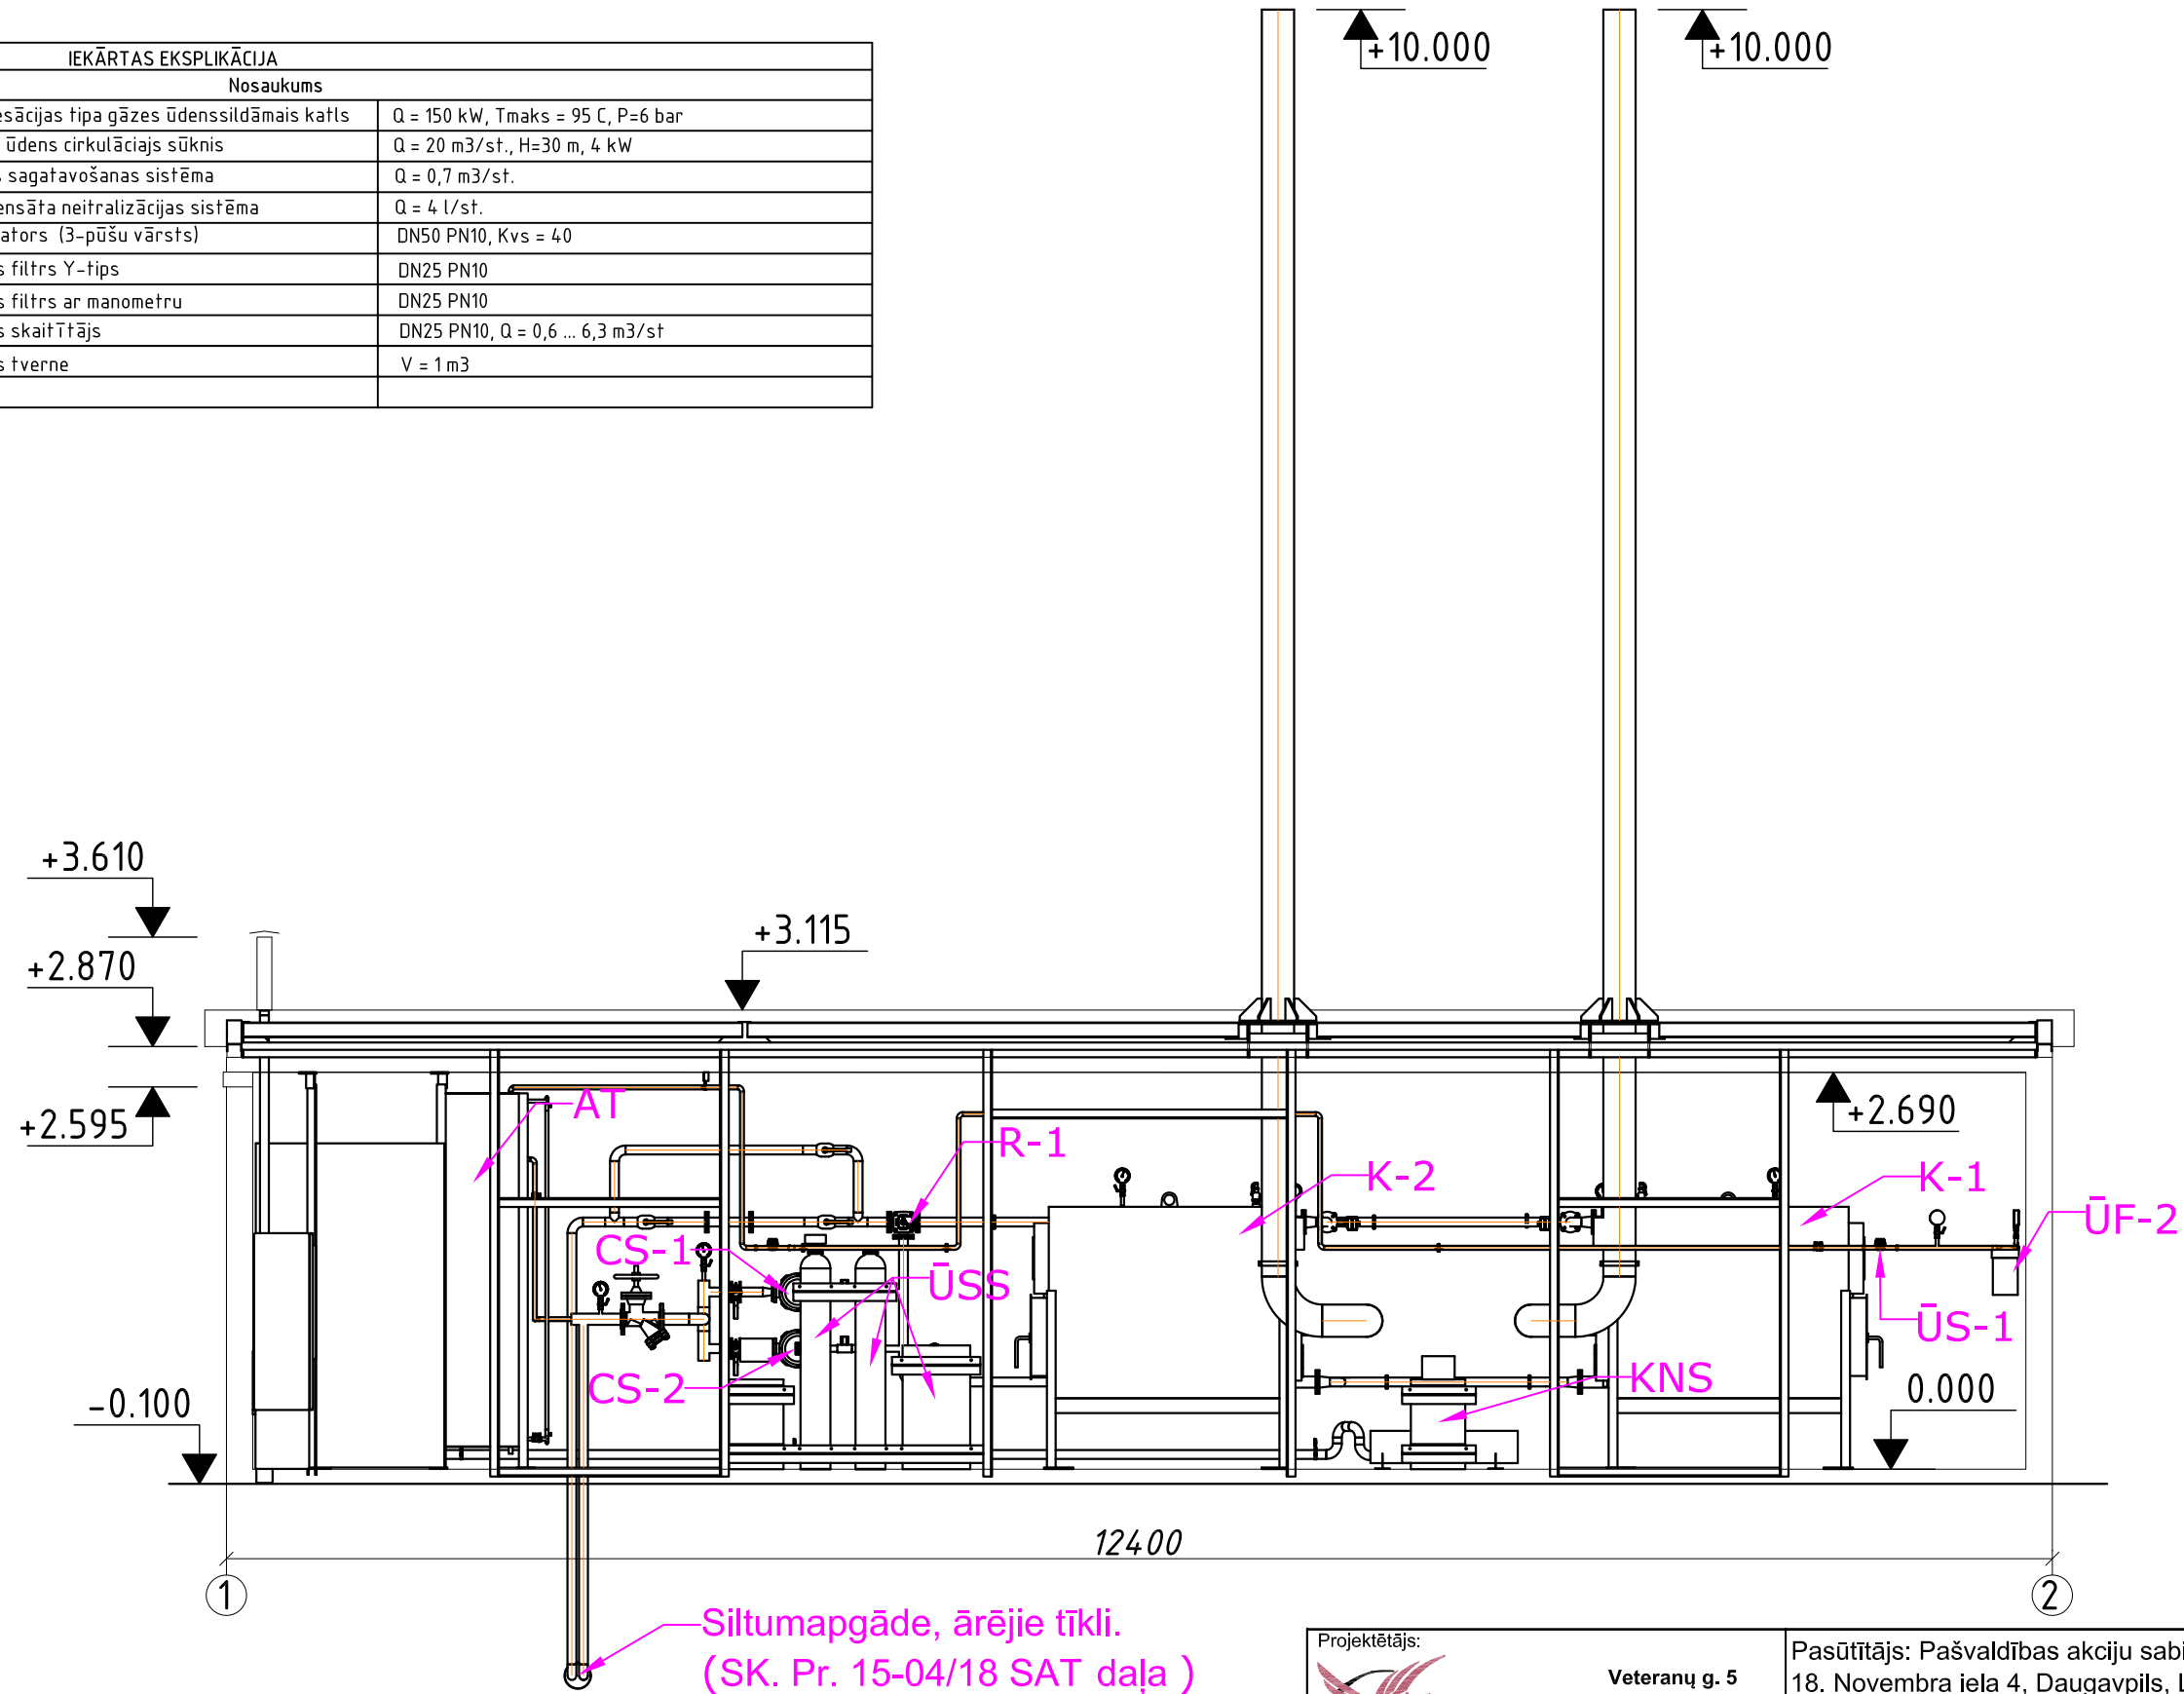 IEKĀRTAS EKSPLIKĀCIJA
Nosaukums
tipa gāzes ūdenssildāmais katls Q = 150 kW, Tmaks = 95 C, P=6 bar
ūdens cirkulāciajs sūknis Q = 20 m3/st., H=30 m, 4 kW
sagatavošanas sistēma Q = 0,7 m3/st.
neitralizācijas sistēma Q = 4 l/st.
(3-pūšu vārsts) DN50 PN10, Kvs = 40
filtrs Y-tips DN25 PN10
filtrs ar manometru DN25 PN10
skaitītājs DN25 PN10, Q = 0,6 ... 6,3 m3/st
tverne V = 1 m3
+10.000
+10.000
+3.610
+3.115
+2.870
+2.595
+2.690
AT
R-1
K-2
K-1
ŪF-2
CS-1
ŪSS
ŪS-1
CS-2
KNS
-0.100
0.000
12400
1
2
Siltumapgāde, ārējie tīkli.
(SK. Pr. 15-04/18 SAT daļa )
Projektētājs:
Veteranų g. 5
Pasūtītājs: Pašvaldības akciju
18. Novembra iela 4, Daugavpils,